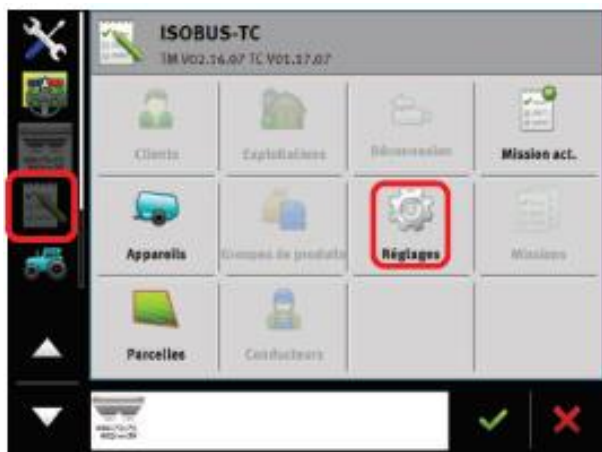 ISOBUS-TC
TM V02.16.07 TC V01.17.07
Clients
Exploitations
Déconnexion
Mission act.
Appareils
Groupes de produits
Réglages
Missions
Parcelles
Conducteurs